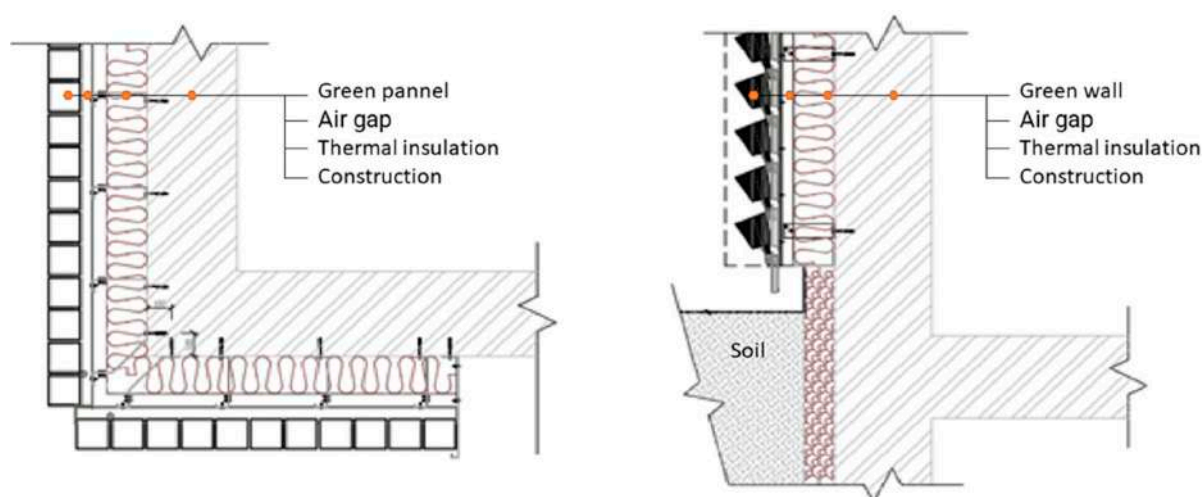 Green pannel
Air gap
Thermal insulation
Construction
Green wall
Air gap
Thermal insulation
Construction
Soil